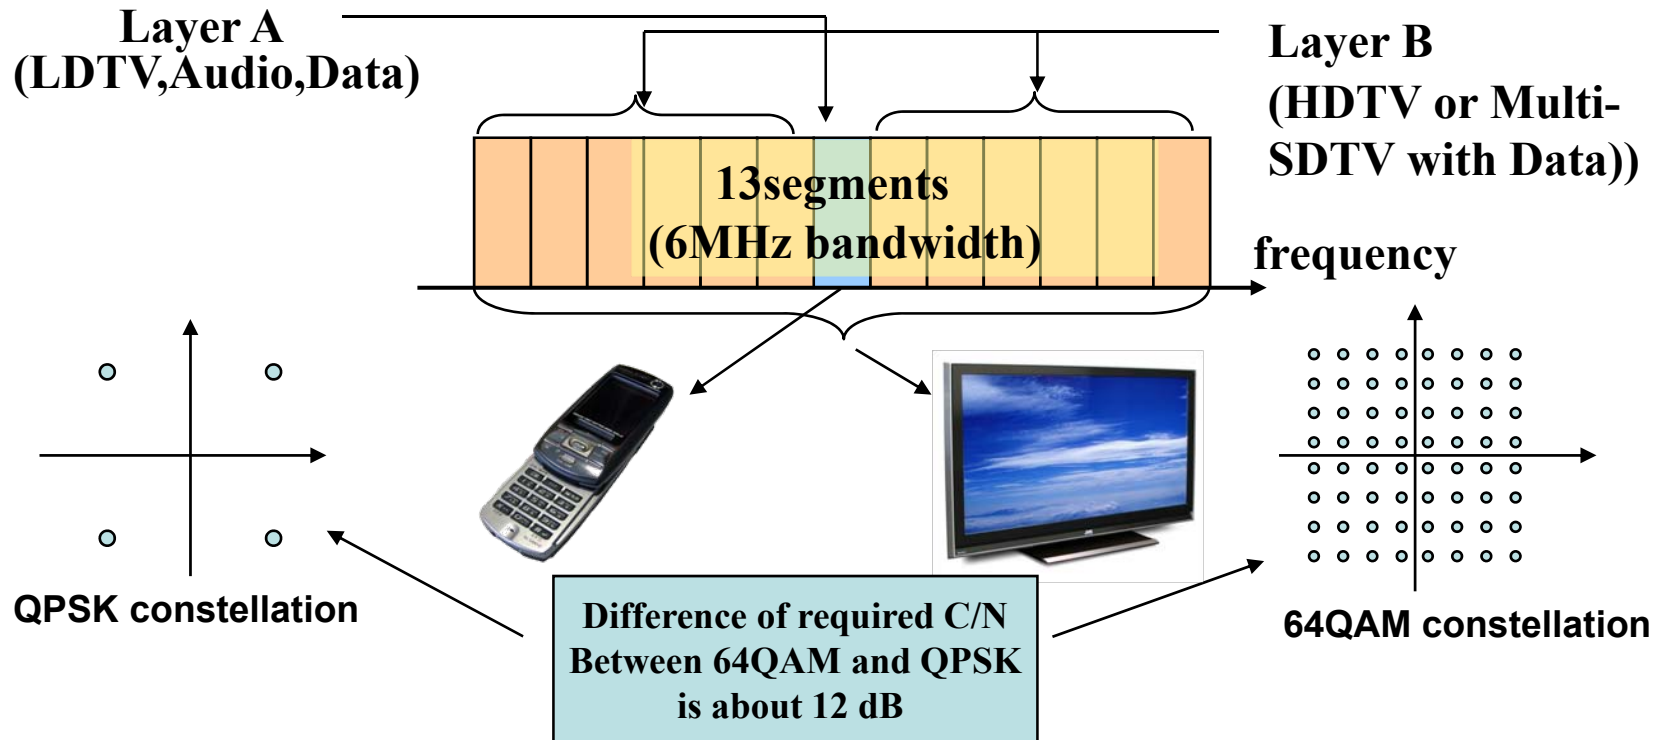 Layer A
(LDTV,Audio,Data)
Layer B
(HDTV or Multi-
SDTV with Data))
13segments
(6MHz bandwidth)
frequency
QPSK constellation
64QAM constellation
Difference of required C/N
Between 64QAM and QPSK
is about 12 dB